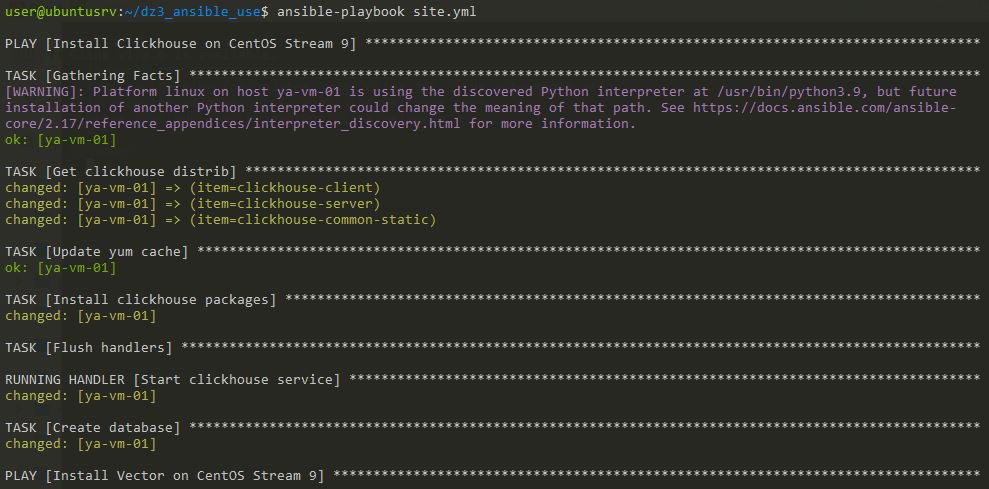 user@ubuntusrv:~/dz3_ansible_use$ ansible-playbook site.yml
PLAY [Install Clickhouse on CentOS Stream 9] *****************************************************************************
TASK [Gathering Facts] ***************************************************************************************************
[WARNING]: Platform linux on host ya-vm-01 is using the discovered Python interpreter at /usr/bin/python3.9, but future
installation of another Python interpreter could change the meaning of that path. See https://docs.ansible.com/ansible-
core/2.17/reference_appendices/interpreter_discovery.html for more information.
ok: [ya-vm-01]
TASK [Get clickhouse distrib] ********************************************************************************************
changed: [ya-vm-01] => (item=clickhouse-client)
changed: [ya-vm-01] => (item=clickhouse-server)
changed: [ya-vm-01] => (item=clickhouse-common-static)
TASK [Update yum cache] **************************************************************************************************
ok: [ya-vm-01]
TASK [Install clickhouse packages] ***************************************************************************************
changed: [ya-vm-01]
TASK [Flush handlers] ****************************************************************************************************
RUNNING HANDLER [Start clickhouse service] *******************************************************************************
changed: [ya-vm-01]
TASK [Create database] ***************************************************************************************************
changed: [ya-vm-01]
PLAY [Install Vector on CentOS Stream 9] *********************************************************************************